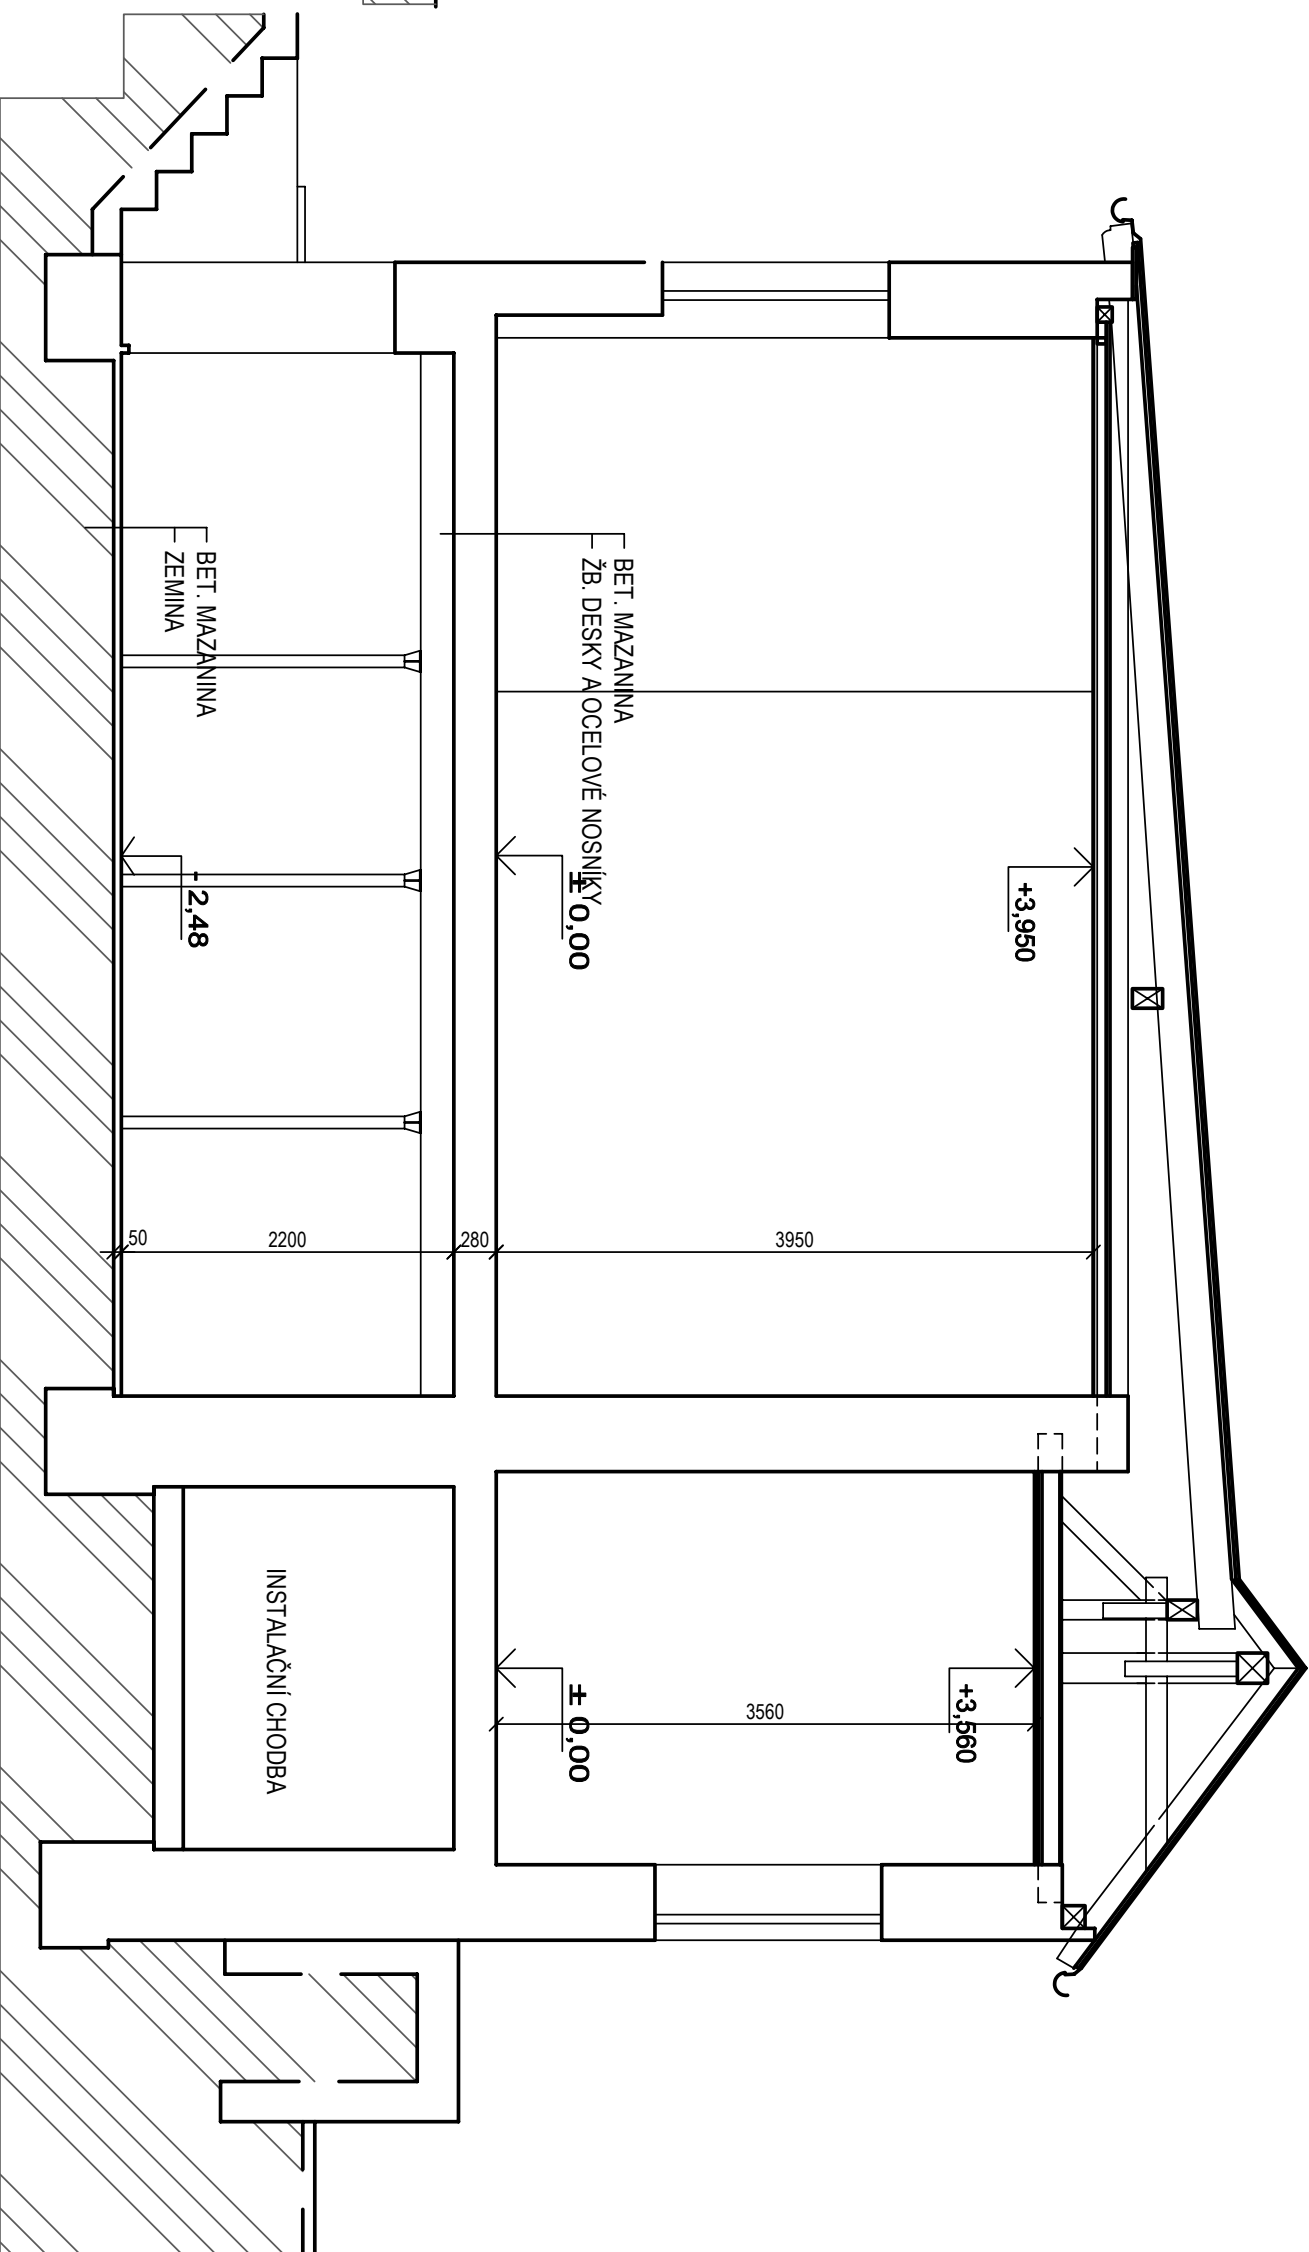 +3,950
BET. MAZANINA
ŽB. DESKY A OCELOVÉ NOSNÍKY
± 0,00
BET. MAZANINA
ZEMINA
- 2,48
50
2200
280
3950
+3,560
3560
± 0,00
INSTALAČNÍ CHODBA